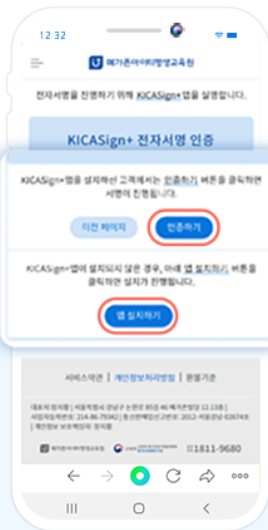 12:32
메가존아이티평생교육원
전자서명을 진행하기 위해 KICASign+앱을 실행합니다.
KICASign+ 전자서명 인증
KICASign+앱을 설치하신 고객께서는 인증하기 버튼을 클릭하면
서명이 진행됩니다.
이전 페이지
인증하기
KICASign+앱이 설치되지 않은 경우, 아래 앱 설치하기 버튼을
클릭하면 설치가 진행됩니다.
앱 설치하기
서비스약관 | 개인정보처리방침 | 환불기준
1811-9680